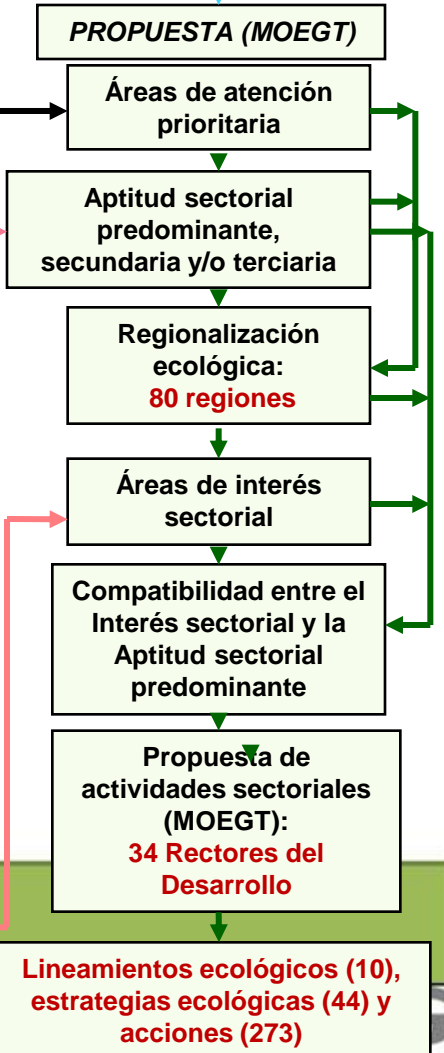 PROPUESTA (MOEGT)
Áreas de atención
prioritaria
Aptitud sectorial
predominante,
secundaria y/o terciaria
Regionalización
ecológica:
80 regiones
Áreas de interés
sectorial
Compatibilidad entre el
Interés sectorial y la
Aptitud sectorial
predominante
Propuesta de
actividades sectoriales
(MOEGT):
34 Rectores del
Desarrollo
Lineamientos ecológicos (10),
estrategias ecológicas (44) y
acciones (273)